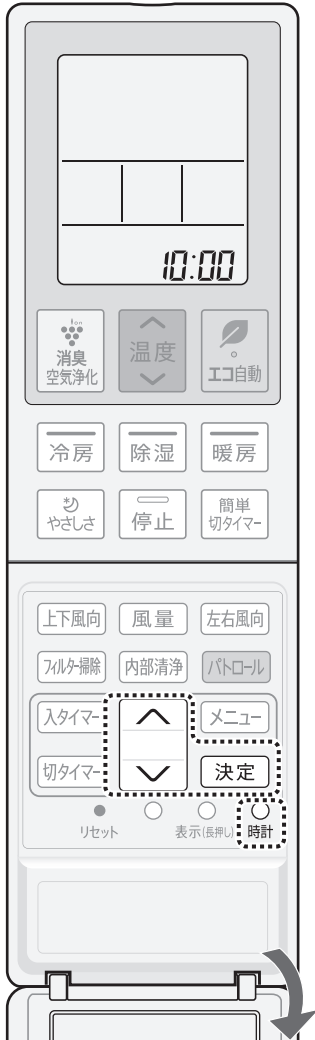 10:00
Ion
消臭
空気浄化
温度
エコ自動
冷房
除湿
暖房
やさしさ
停止
簡単
切タイマー
上下風向
風量
左右風向
フィルター掃除
内部清浄
パトロール
入タイマー
メニュー
切タイマー
決定
リセット
表示(長押し)
時計